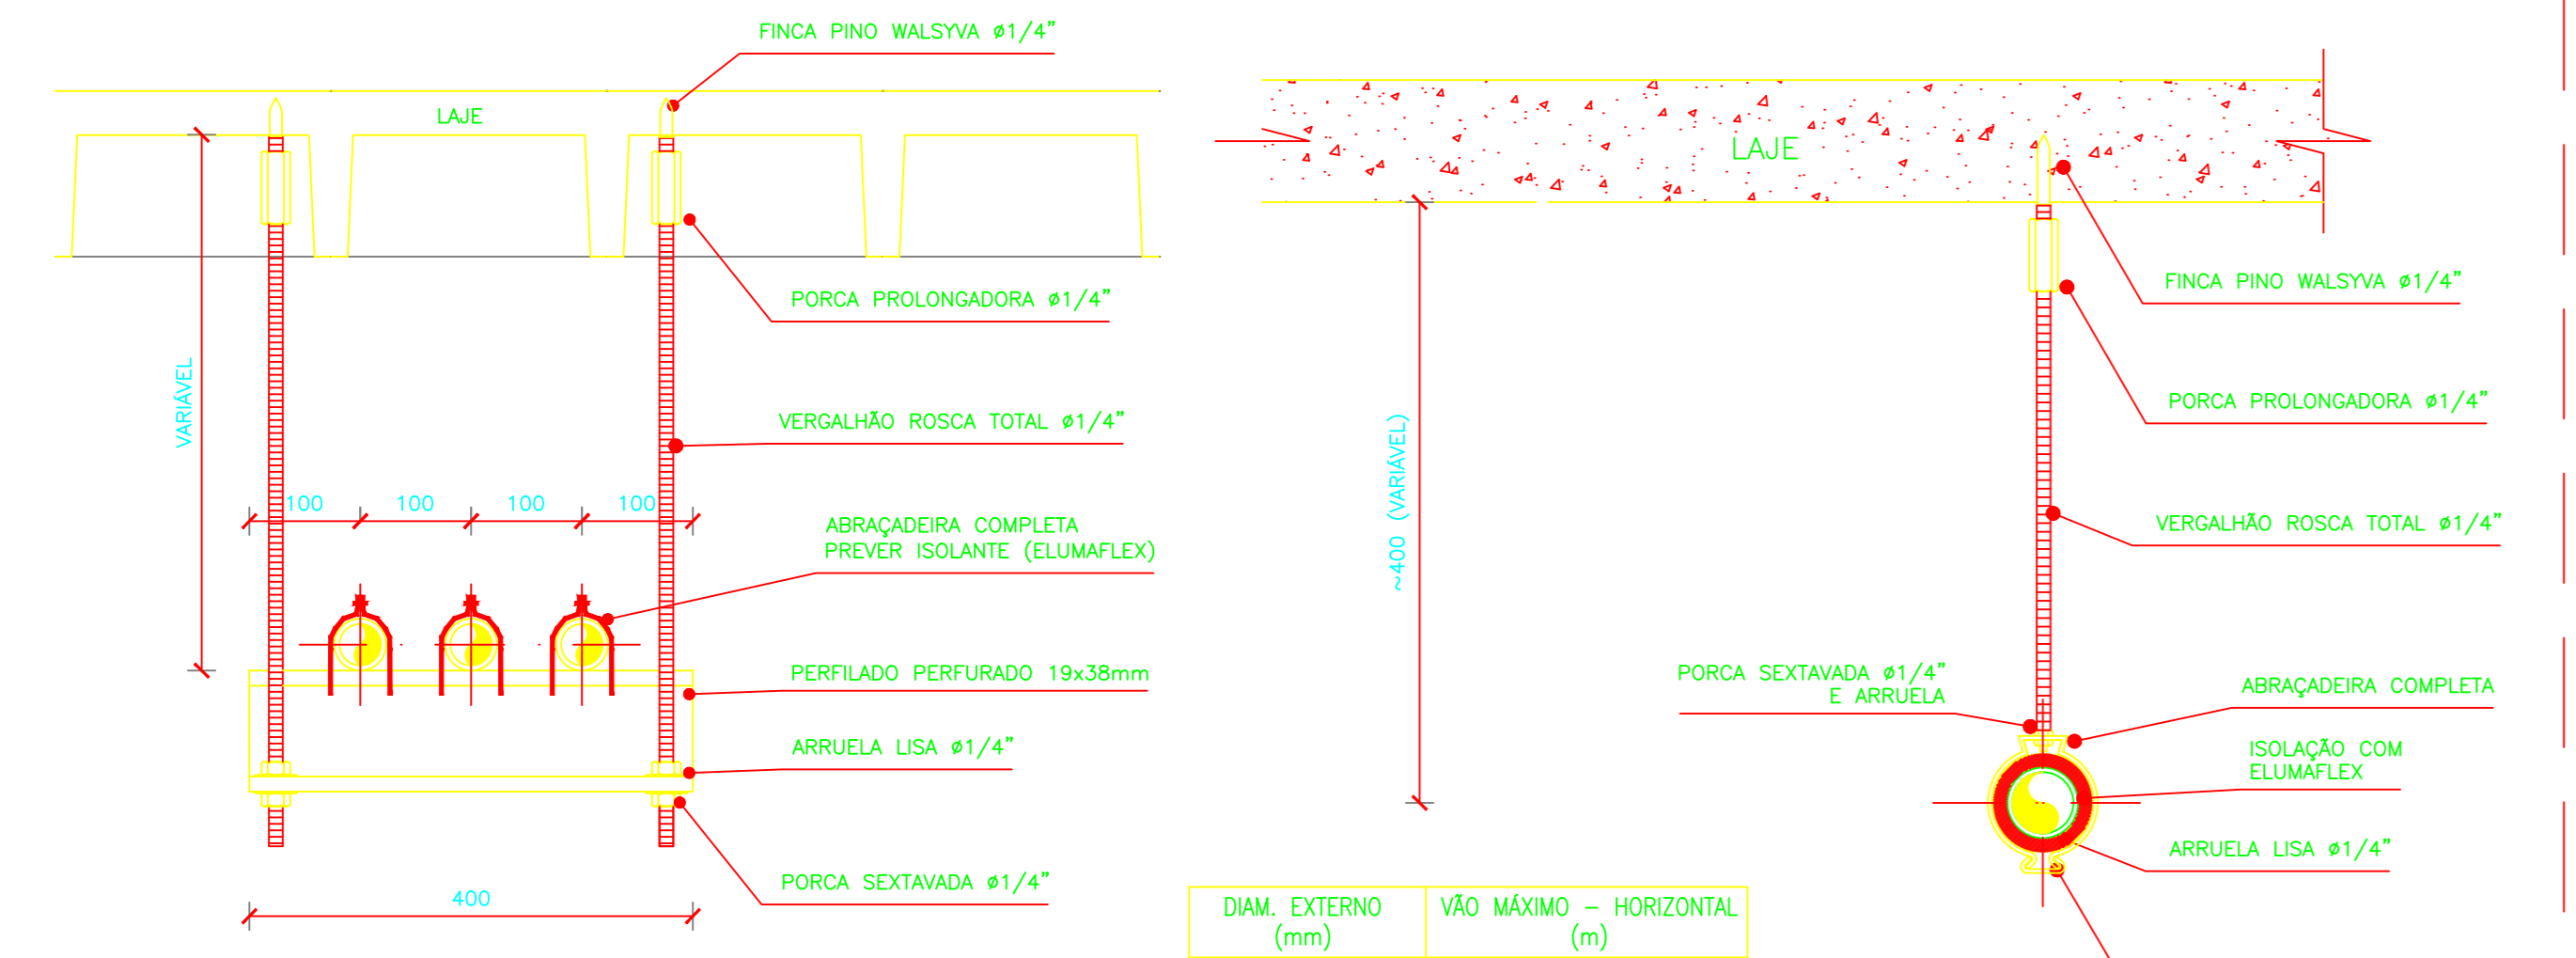 FINCA PINO WALSYVA ø1/4"
LAJE
PORCA PROLONGADORA ø1/4"
VARIÁVEL
VERGALHÃO ROSCA TOTAL ø1/4"
100 100 100 100
ABRAÇADEIRA COMPLETA
PREVER ISOLANTE (ELUMAFLEX)
PERFILADO PERFURADO 19x38mm
ARRUELA LISA ø1/4"
PORCA SEXTAVADA ø1/4"
400
LAJE
FINCA PINO WALSYVA ø1/4"
PORCA PROLONGADORA ø1/4"
~400 (VARIÁVEL)
VERGALHÃO ROSCA TOTAL ø1/4"
PORCA SEXTAVADA ø1/4"
E ARRUELA
ABRAÇADEIRA COMPLETA
ISOLAÇÃO COM
ELUMAFLEX
ARRUELA LISA ø1/4"
DIAM. EXTERNO
(mm)
VÃO MÁXIMO – HORIZONTAL
(m)